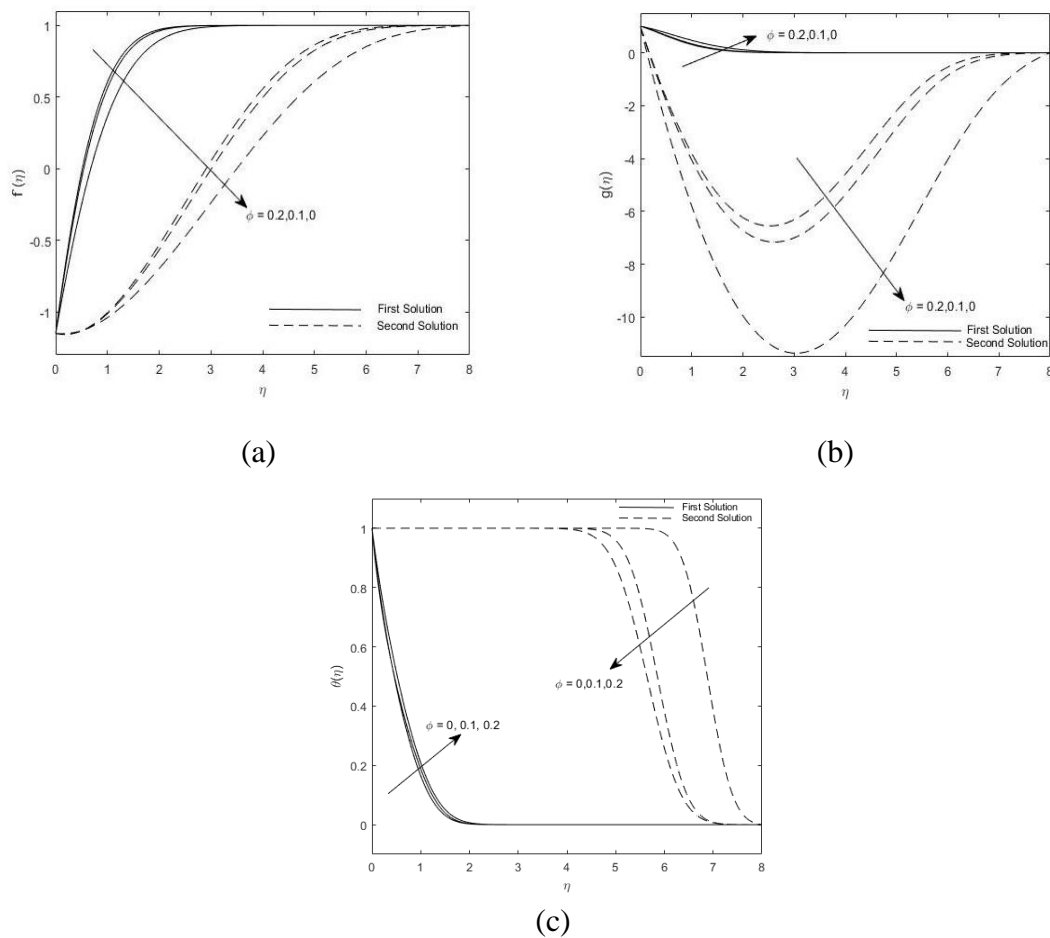 1
0.5
0
-0.5
-1
f'(η)
ϕ = 0.2,0.1,0
First Solution
Second Solution
0 1 2 3 4 5 6 7 8
η
(a)
0
-2
-4
-6
-8
-10
g(η)
ϕ = 0.2,0.1,0
ϕ = 0.2,0.1,0
First Solution
Second Solution
0 1 2 3 4 5 6 7 8
η
(b)
First Solution
Second Solution
1
0.8
0.6
0.4
0.2
0
θ(η)
ϕ = 0,0.1,0.2
ϕ = 0, 0.1, 0.2
0 1 2 3 4 5 6 7 8
η
(c)